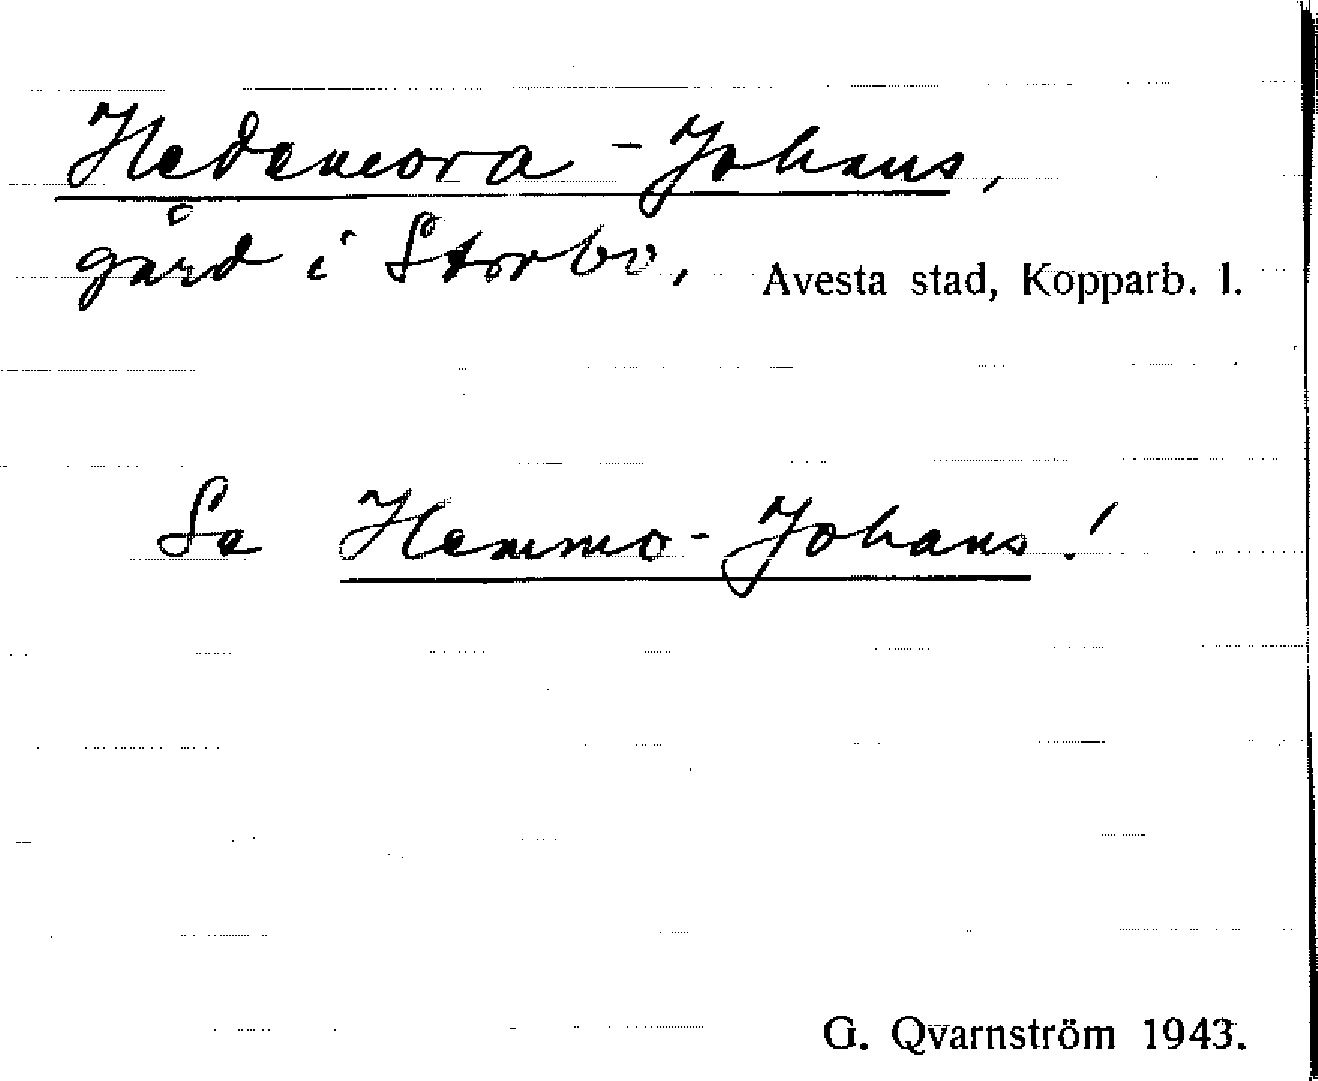 Hedemora-Johans,
gård i Storbo, Avesta stad, Kopparb. l.
Se Hemmo-Johans!
G. Qvarnström 1943.